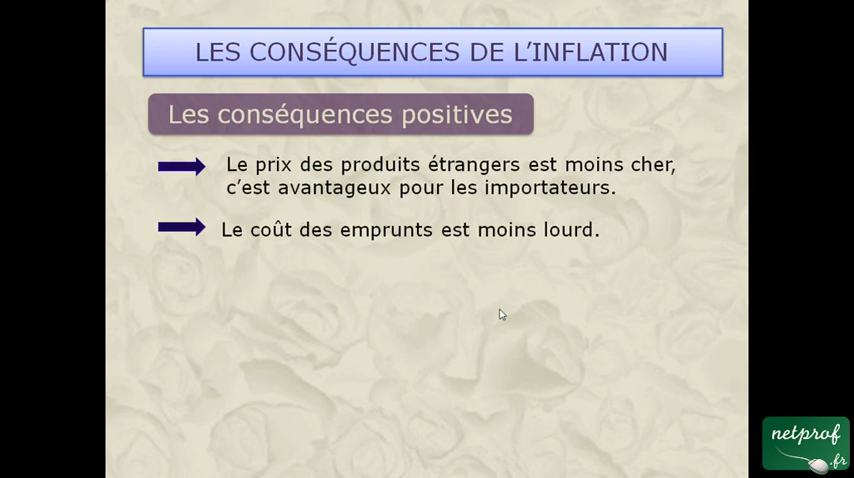 LES CONSÉQUENCES DE L’INFLATION
Les conséquences positives
Le prix des produits étrangers est moins cher,
c’est avantageux pour les importateurs.
Le coût des emprunts est moins lourd.
netprof
.fr